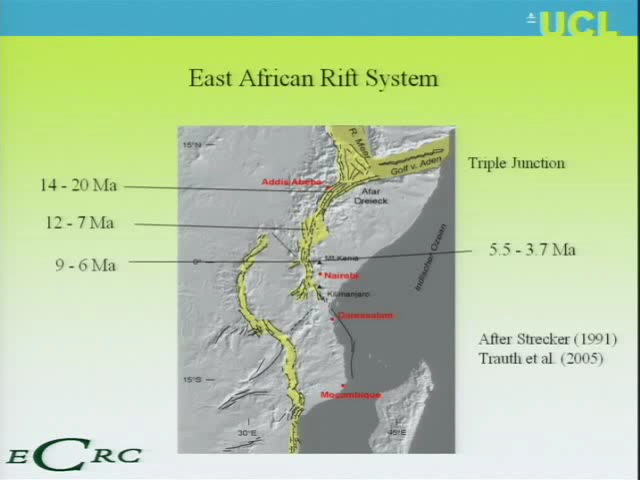 UCL
East African Rift System
15°N
R. Meer
Golf v. Aden
Triple Junction
14 - 20 Ma
Addis Abeba
Afar
Dreieck
12 - 7 Ma
Indischer Ozean
5.5 - 3.7 Ma
9 - 6 Ma
0°
Mt.Kenia
Nairobi
Kilimanjaro
Daressalam
After Strecker (1991)
Trauth et al. (2005)
15°S
Moçambique
30°E
45°E
ECRC